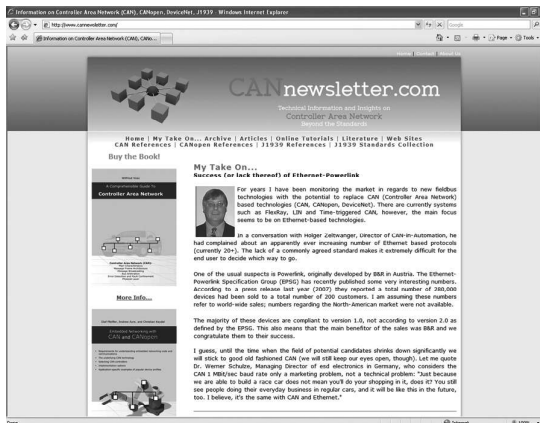 Information on Controller Area Network (CAN), CANopen, DeviceNet, J1939 - Windows Internet Explorer
http://www.cannewsletter.com/
Google
Information on Controller Area Network (CAN), CANo...
Page Tools
Home | Contact | About Us
CANnewsletter.com
Technical Information and Insights on
Controller Area Network
Beyond the Standards
Home | My Take On... Archive | Articles | Online Tutorials | Literature | Web Sites
CAN References | CANopen References | J1939 References | J1939 Standards Collection
Buy the Book!
My Take On...
Success (or lack thereof) of Ethernet-Powerlink
A Comprehensible Guide To
Controller Area Network
More Info...
Embedded Networking with
CAN and CANopen
For years I have been monitoring the market in regards to new fieldbus
technologies with the potential to replace CAN (Controller Area Network)
based technologies (CAN, CANopen, DeviceNet). There are currently systems
such as FlexRay, LIN and Time-triggered CAN, however, the main focus
seems to be on Ethernet-based technologies.
In a conversation with Holger Zeltwanger, Director of CAN-in-Automation, he
had complained about an apparently ever increasing number of Ethernet based protocols
(currently 20+). The lack of a commonly agreed standard makes it extremely difficult for the
end user to decide which way to go.
One of the usual suspects is Powerlink, originally developed by B&R in Austria. The Ethernet-
Powerlink Specification Group (EPSG) has recently published some very interesting numbers.
According to a press release last year (2007) they reported a total number of 280,000
devices had been sold to a total number of 200 customers. I am assuming these numbers
refer to world-wide sales; numbers regarding the North-American market were not available.
The majority of these devices are compliant to version 1.0, not according to version 2.0 as
defined by the EPSG. This also means that the main benefitor of the sales was B&R and we
congratulate them to their success.
I guess, until the time when the field of potential candidates shrinks down significantly we
will stick to good old fashioned CAN (we will still keep our eyes open, though). Let me quote
Dr. Werner Schulze, Managing Director of esd electronics in Germany, who considers the
CAN 1 MBit/sec baud rate only a marketing problem, not a technical problem: "Just because
we are able to build a race car does not mean you'll do your shopping in it, does it? You still
see people doing their everyday business in regular cars, and it will be like this in the future,
too. I believe, it's the same with CAN and Ethernet."
Internet